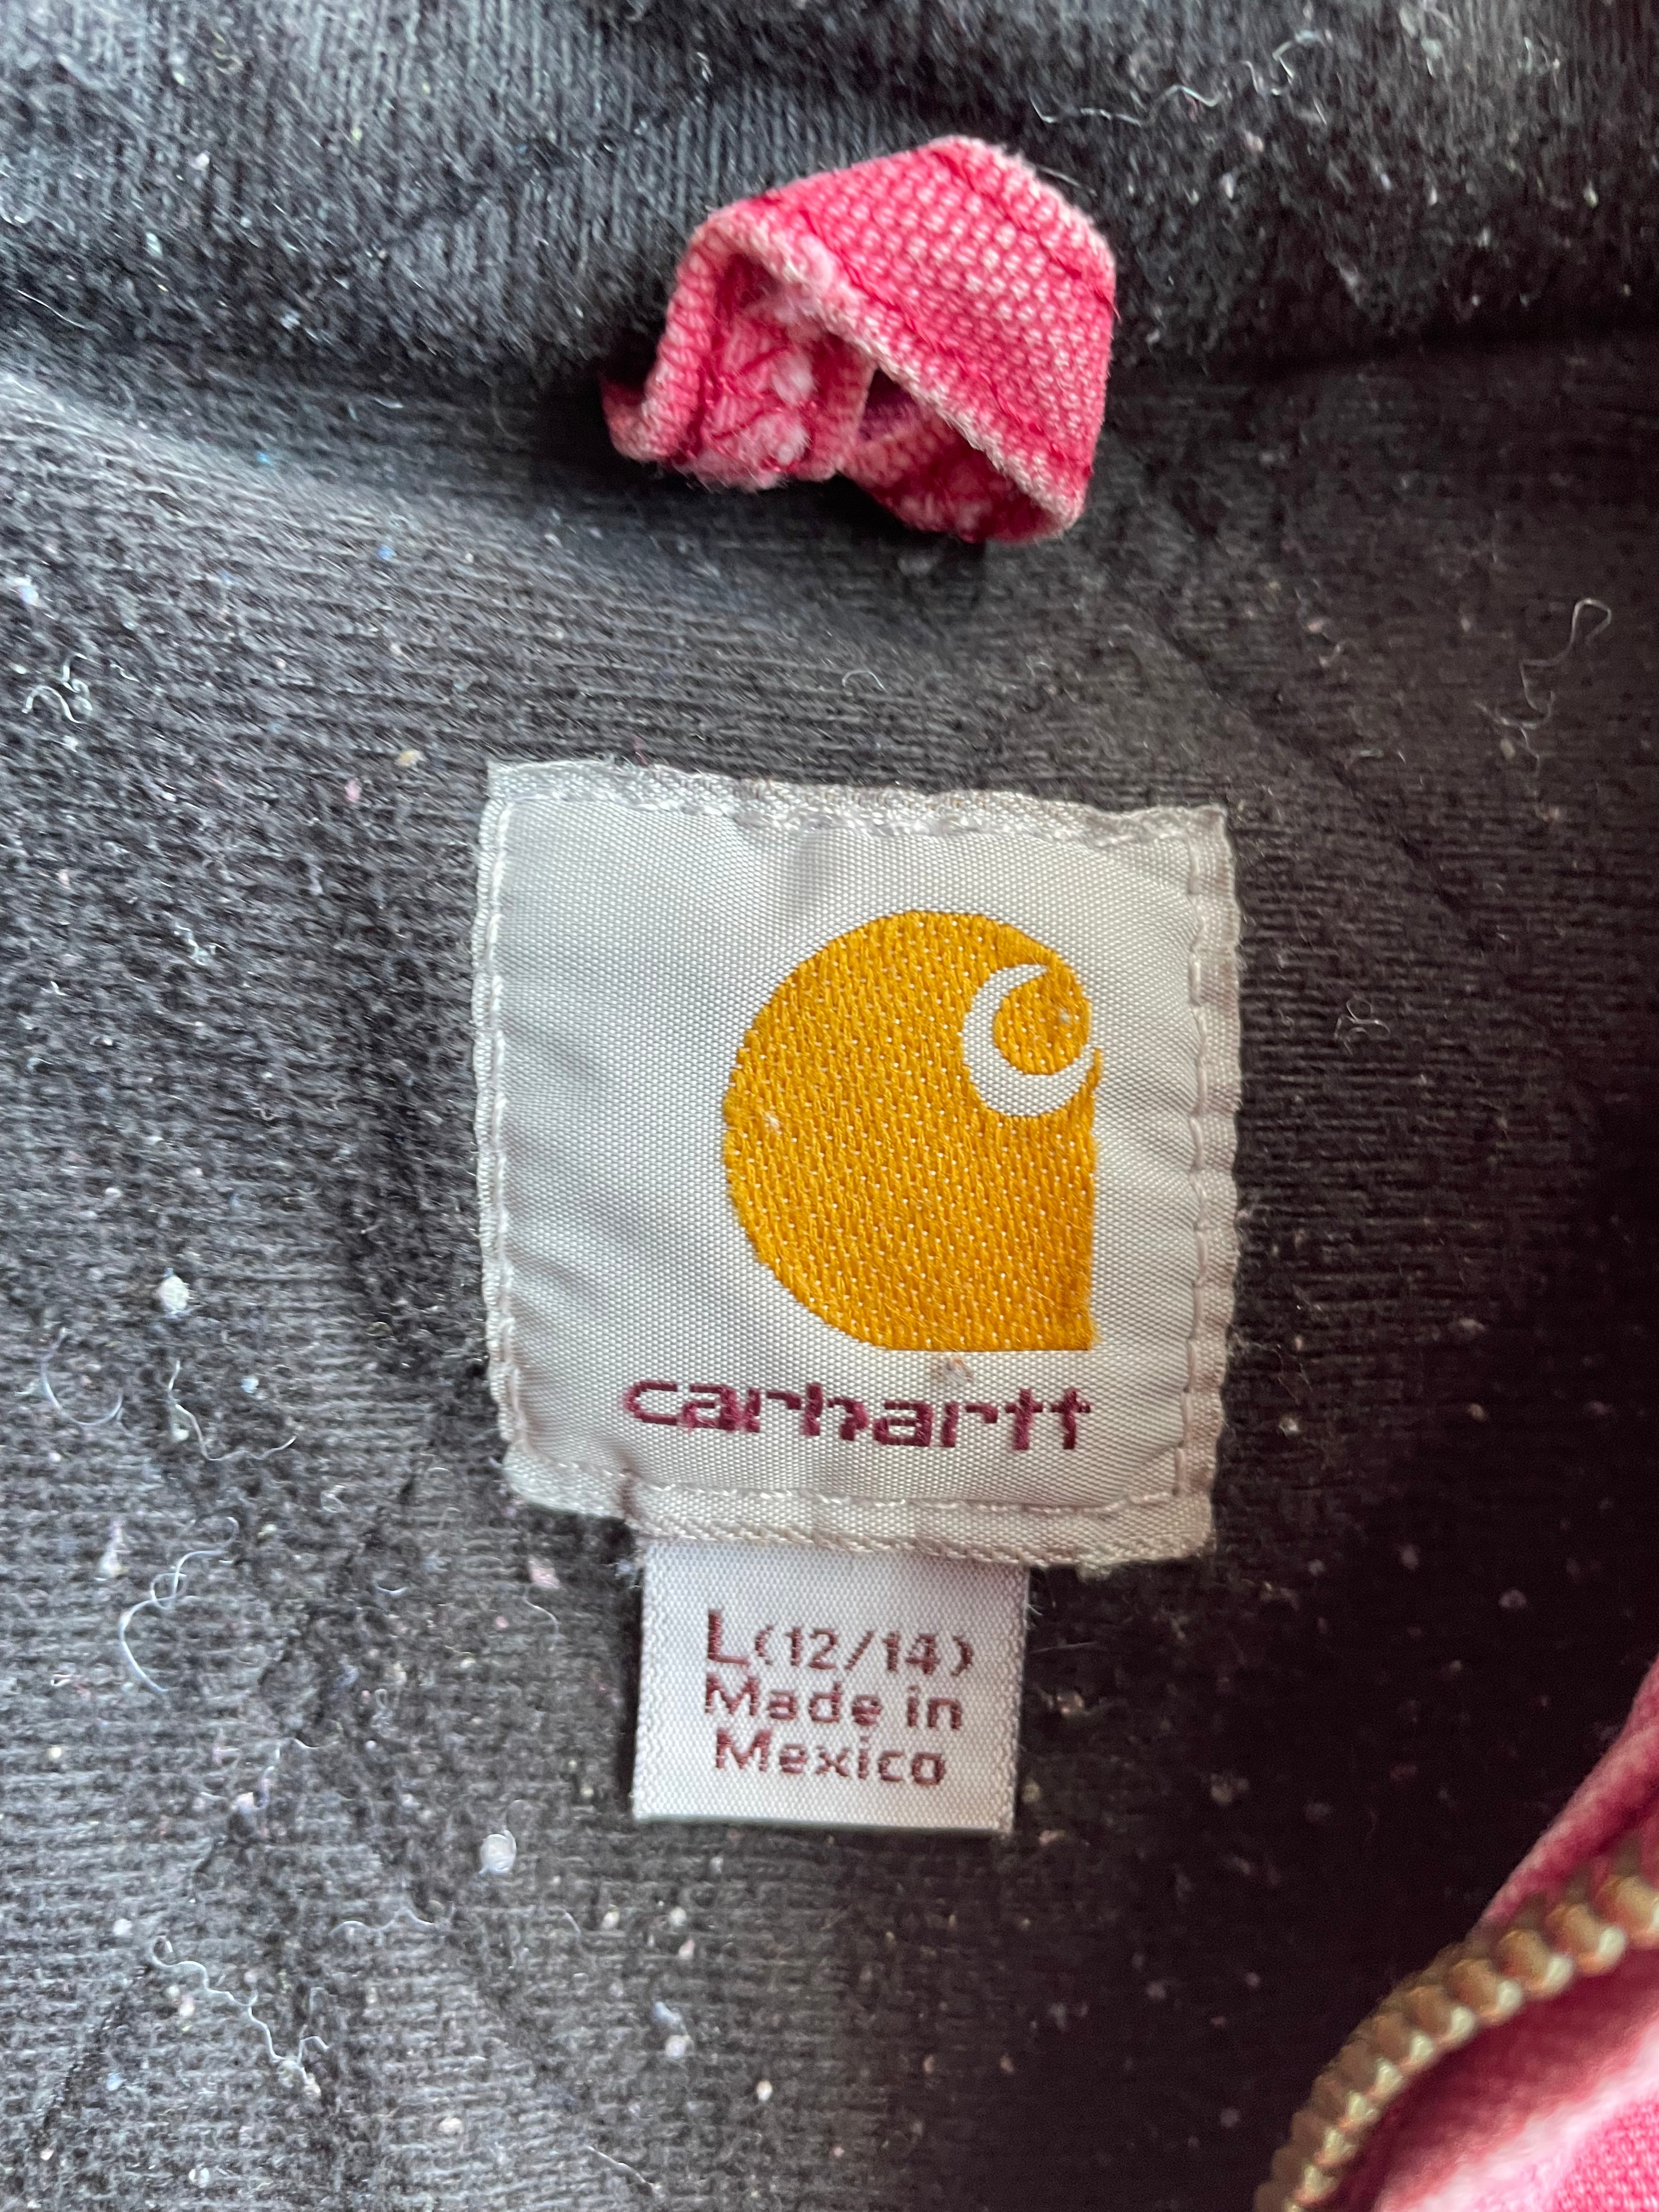 carhartt
L(12/14)
Made in
Mexico